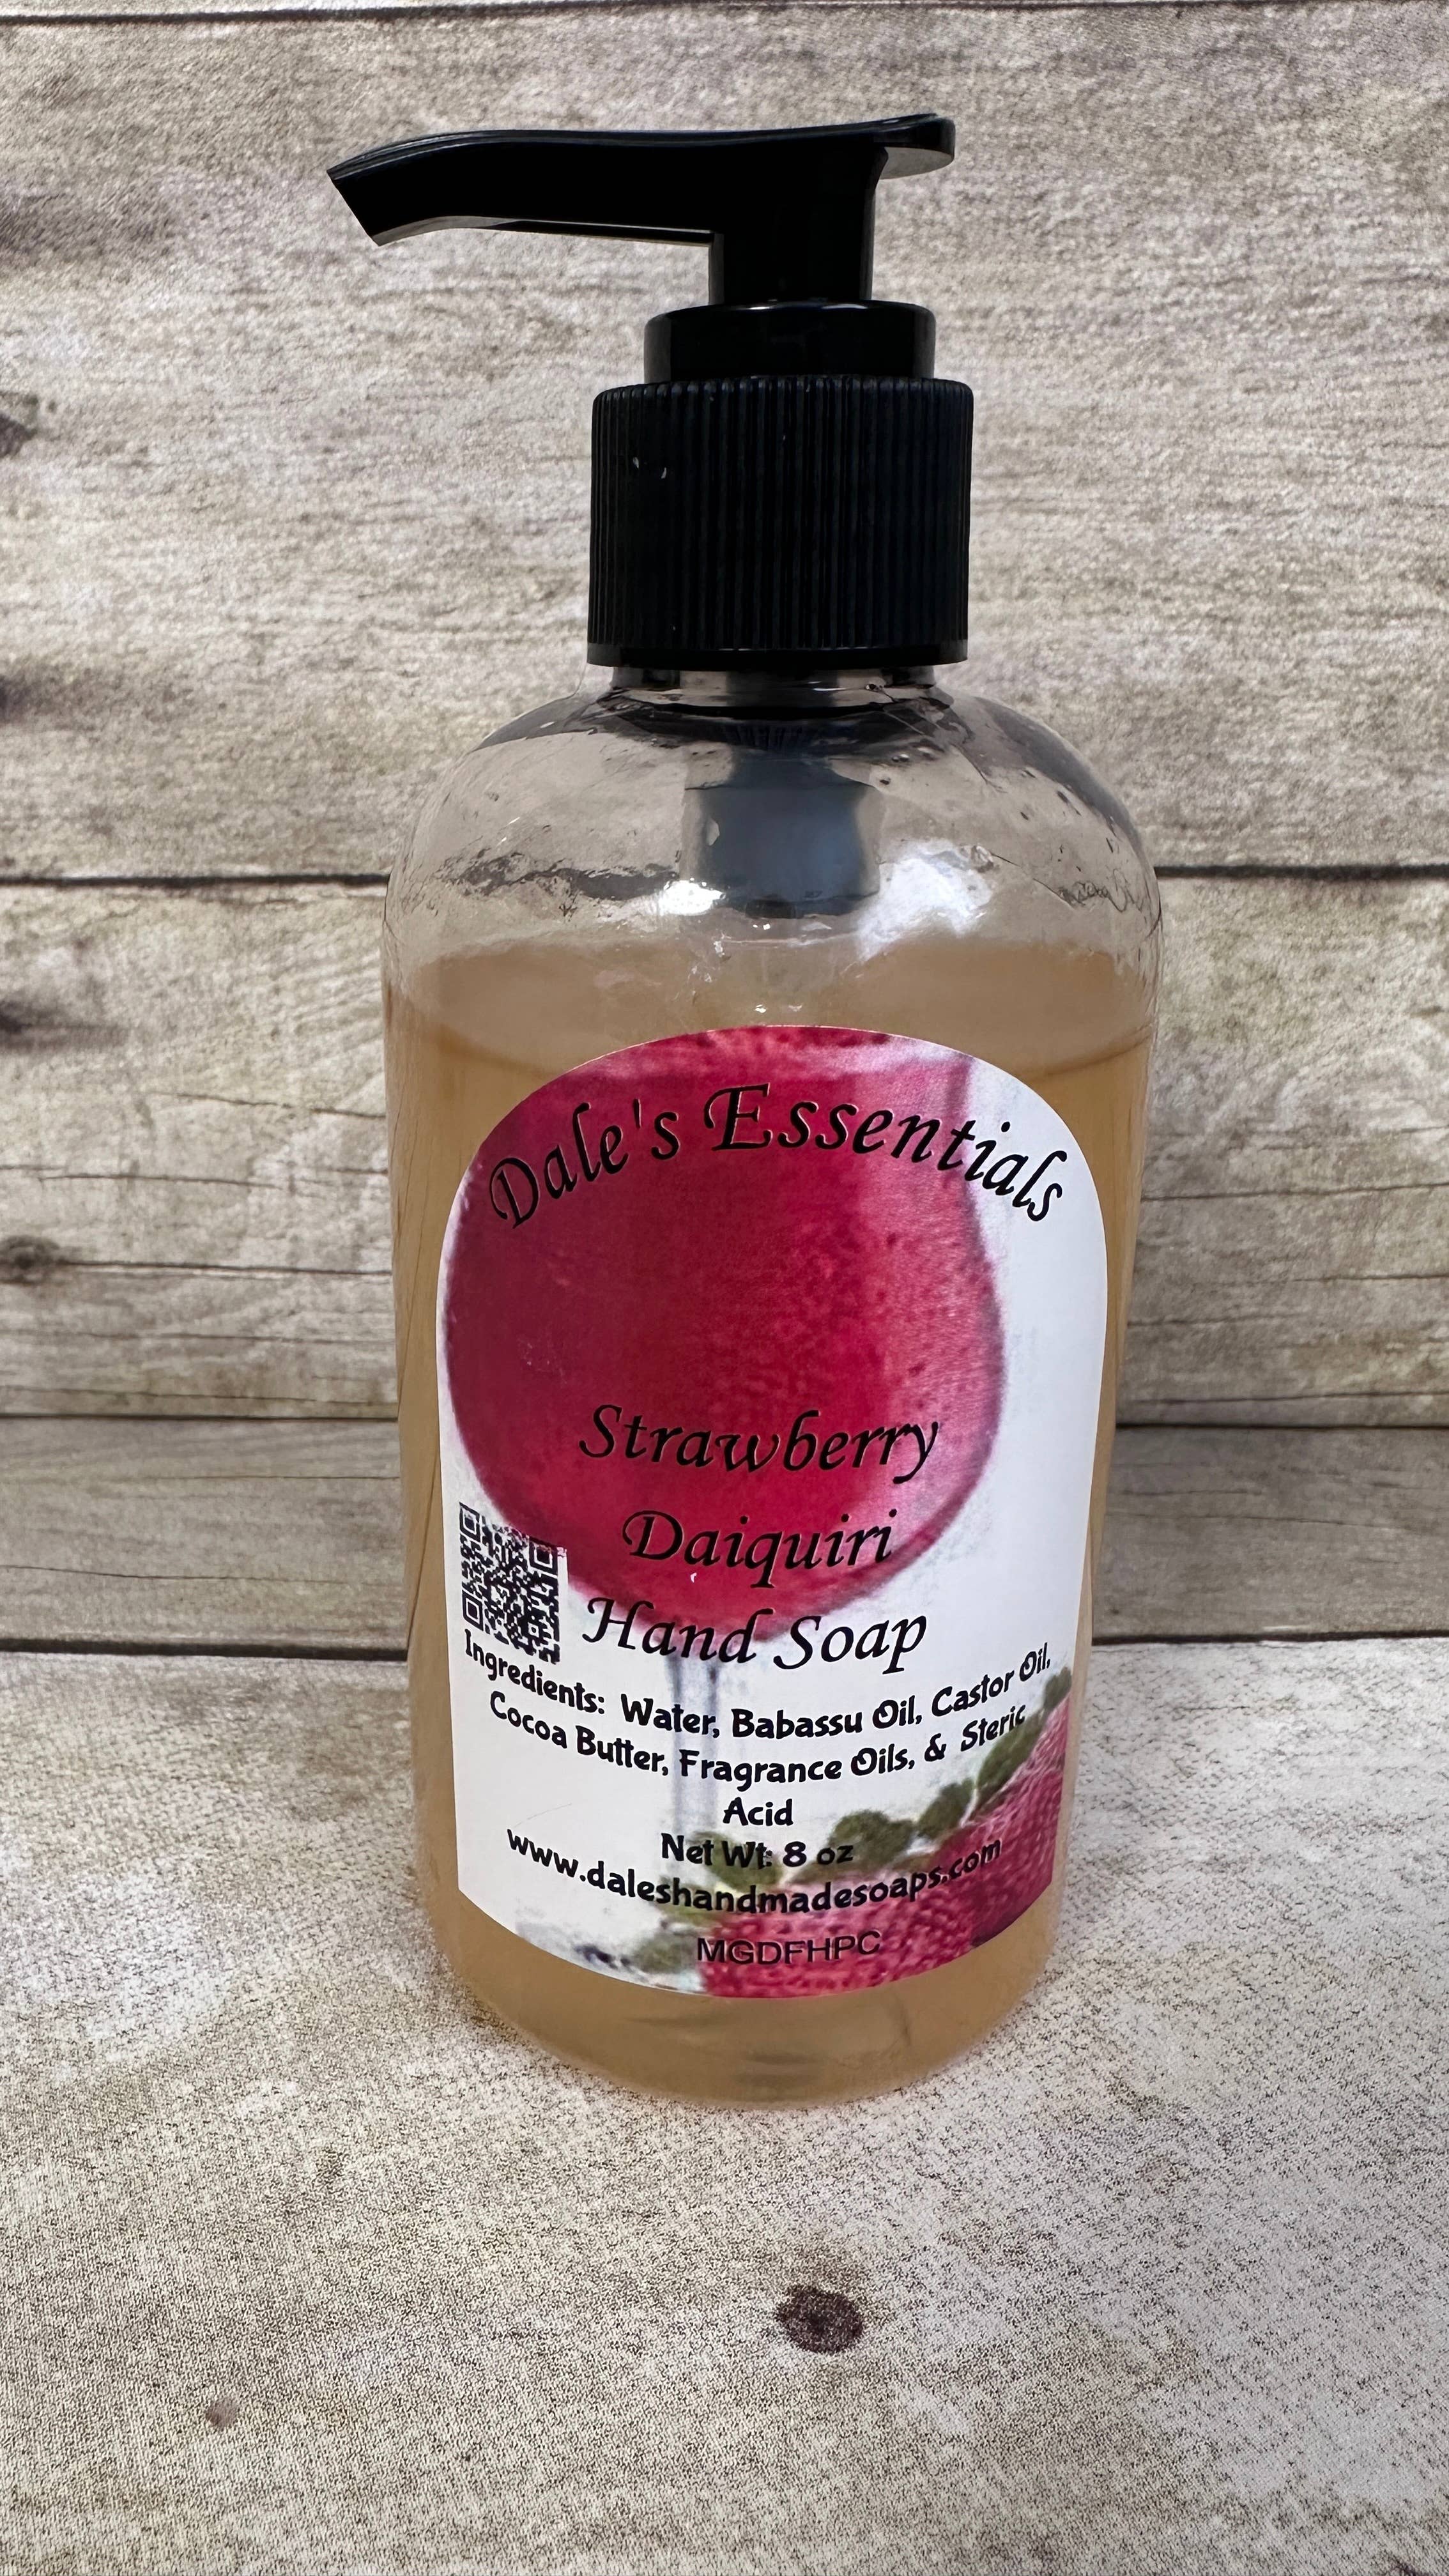 Dale's Essentials
Strawberry
Daiquiri
Hand Soap
Ingredients: Water, Babassu Oil, Castor Oil,
Cocoa Butter, Fragrance Oils, & Steric
Acid
Net Wt: 8 oz
www.daleshandmadesoaps.com
MGDFHPC